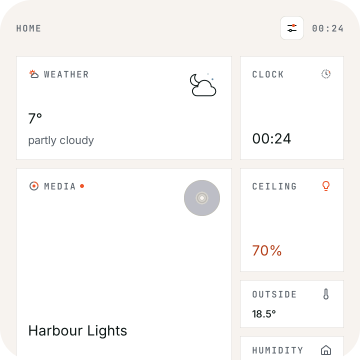 HOME
00:24
WEATHER
7°
partly cloudy
CLOCK
00:24
MEDIA
Harbour Lights
CEILING
70%
OUTSIDE
18.5°
HUMIDITY